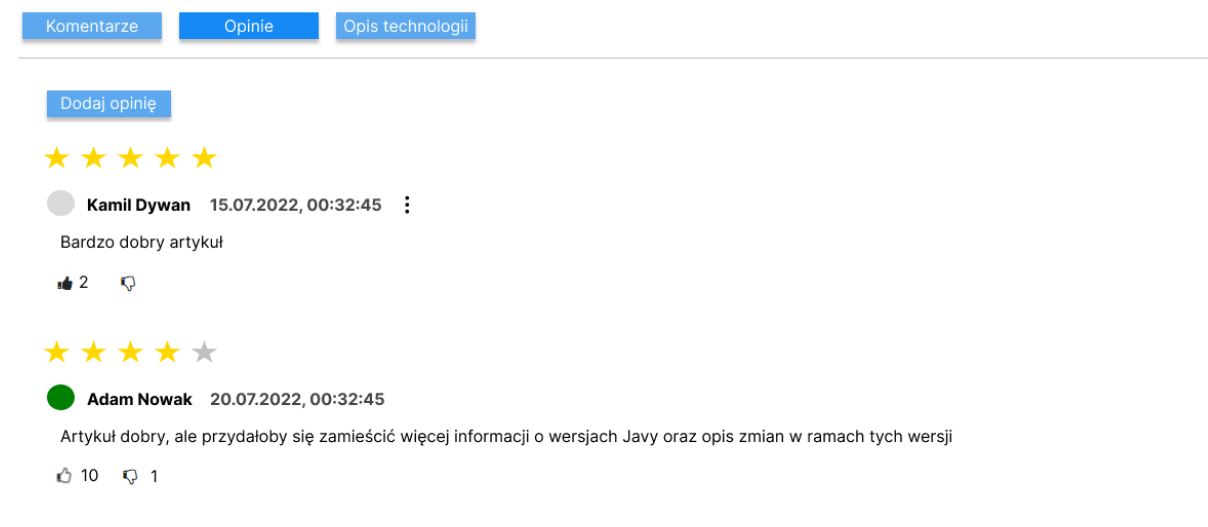 Komentarze Opinie Opis technologii
Dodaj opinię
Kamil Dywan 15.07.2022, 00:32:45
Bardzo dobry artykuł
2
Adam Nowak 20.07.2022, 00:32:45
Artykuł dobry, ale przydałoby się zamieścić więcej informacji o wersjach Javy oraz opis zmian w ramach tych wersji
10 1